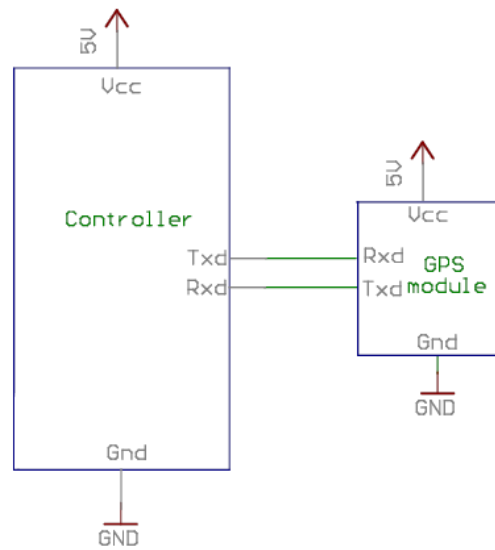 5V
Vcc
Controller
Txd
Rxd
Gnd
GND
5V
Vcc
Rxd
GPS
Txd
module
Gnd
GND